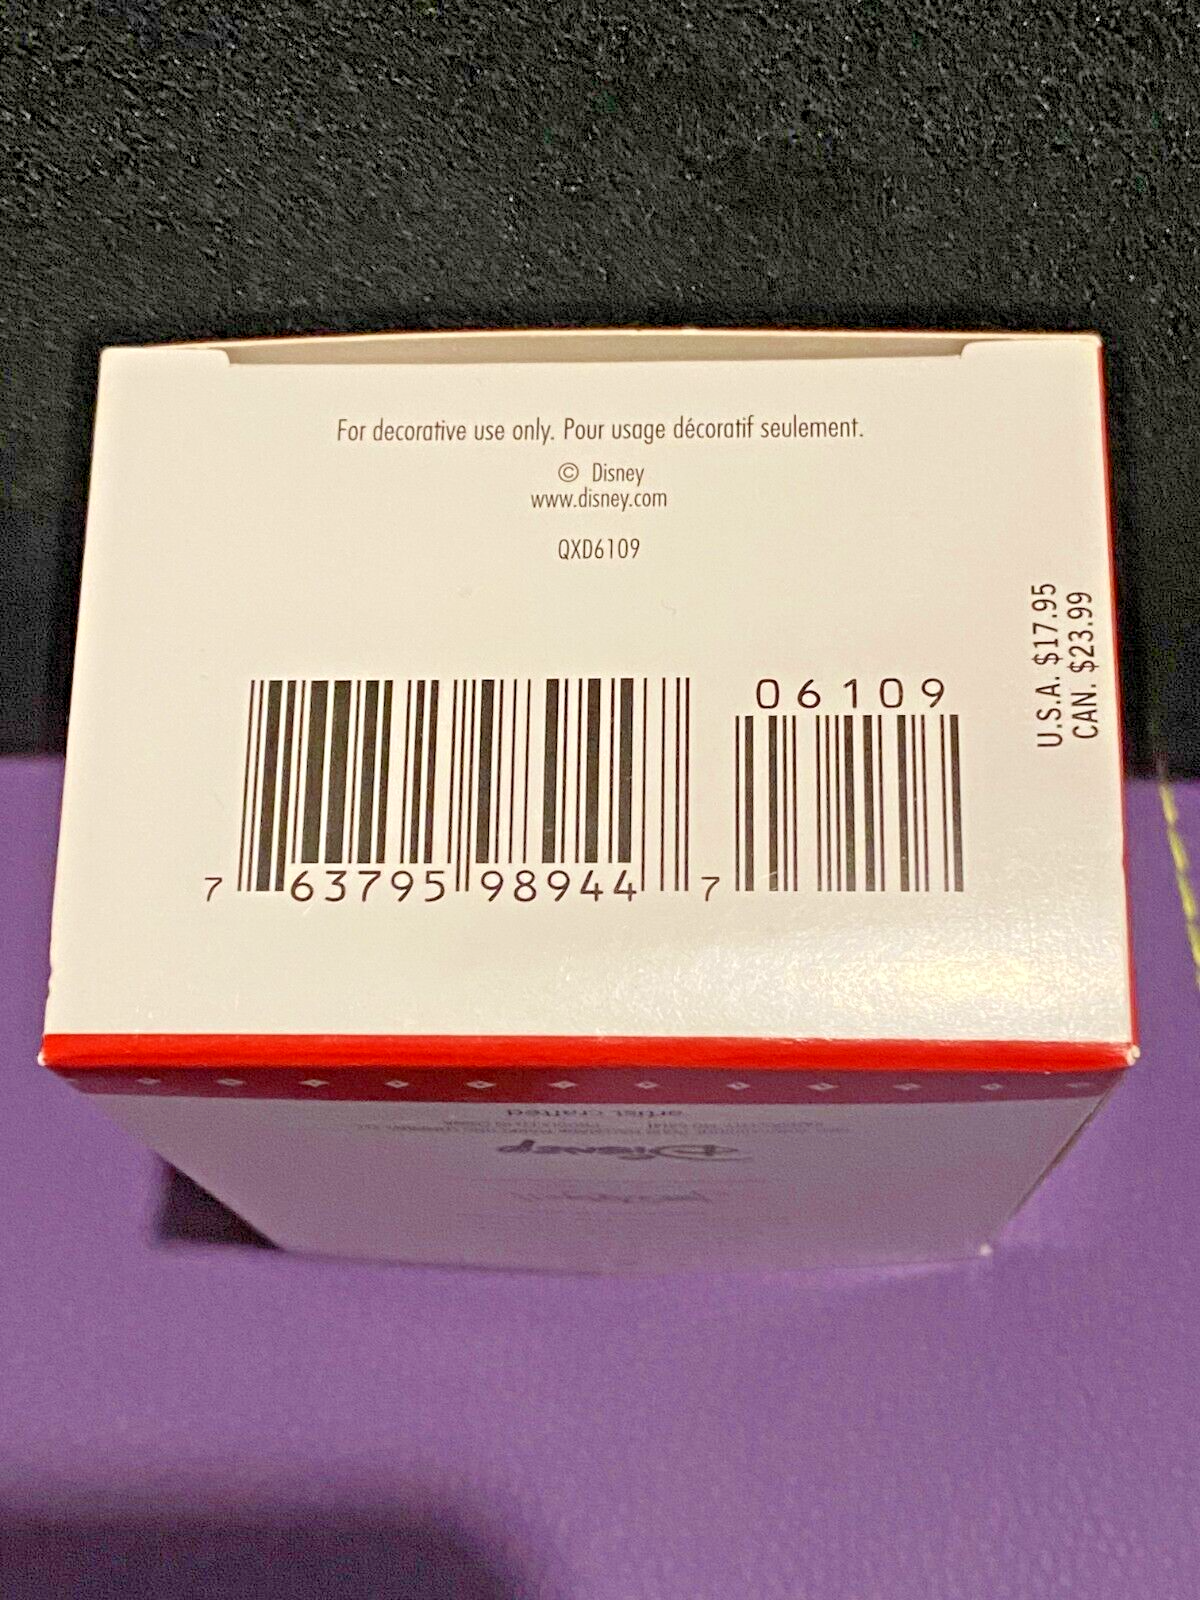 For decorative use only. Pour usage décoratif seulement.
© Disney
www.disney.com
QXD6109
U.S.A. $17.95
CAN. $23.99
06109
7 63795 98944 7
artist crafted
Disney